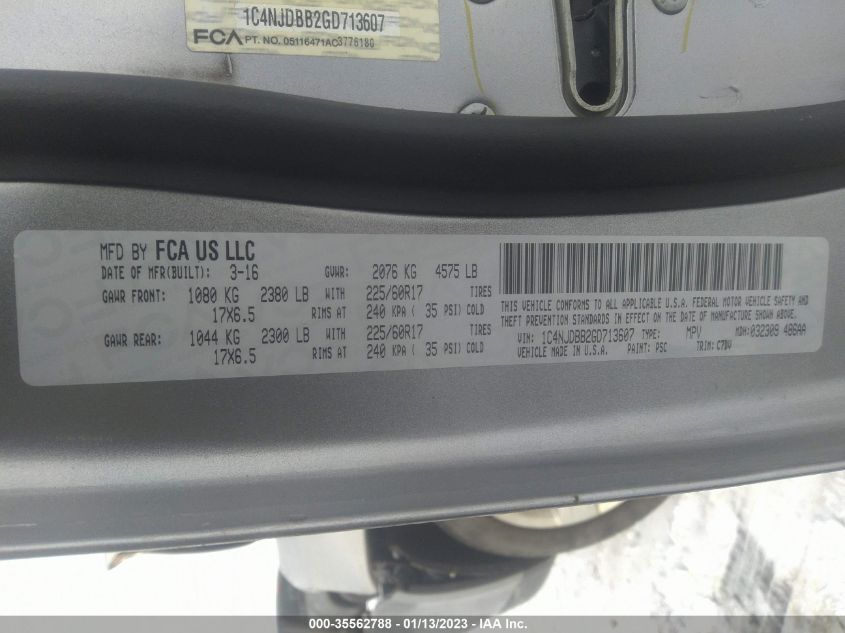 1C4NJDBB2GD713607
FCA PT. NO. 05116471AC 3776180
MFD BY FCA US LLC
DATE OF MFR(BUILT): 3-16 GVWR: 2076 KG 4575 LB
GAWR FRONT: 1080 KG 2380 LB WITH 225/60R17 TIRES
17X6.5 RIMS AT 240 KPA ( 35 PSI) COLD
GAWR REAR: 1044 KG 2300 LB WITH 225/60R17 TIRES
17X6.5 RIMS AT 240 KPA ( 35 PSI) COLD
THIS VEHICLE CONFORMS TO ALL APPLICABLE U.S.A. FEDERAL MOTOR VEHICLE SAFETY AND
THEFT PREVENTION STANDARDS IN EFFECT ON THE DATE OF MANUFACTURE SHOWN ABOVE.
VIN: 1C4NJDBB2GD713607 TYPE: MPV MDH: 032309 486AA
VEHICLE MADE IN U.S.A. PAINT: PSC TRIM: C7DV
000-35562788 - 01/13/2023 - IAA Inc.